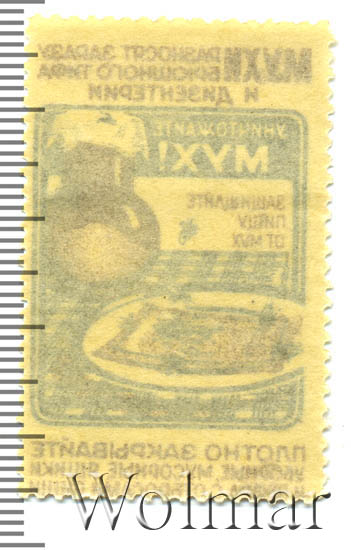 МУХИ РАЗНОСЯТ ЗАРАЗУ
БРЮШНОГО ТИФА
И ДИЗЕНТЕРИИ
УНИЧТОЖАЙТЕ
МУХ!
ЗАЩИЩАЙТЕ
ПИЩУ
ОТ МУХ
ПЛОТНО ЗАКРЫВАЙТЕ
МУСОРНЫЕ ЯЩИКИ
Wolmar